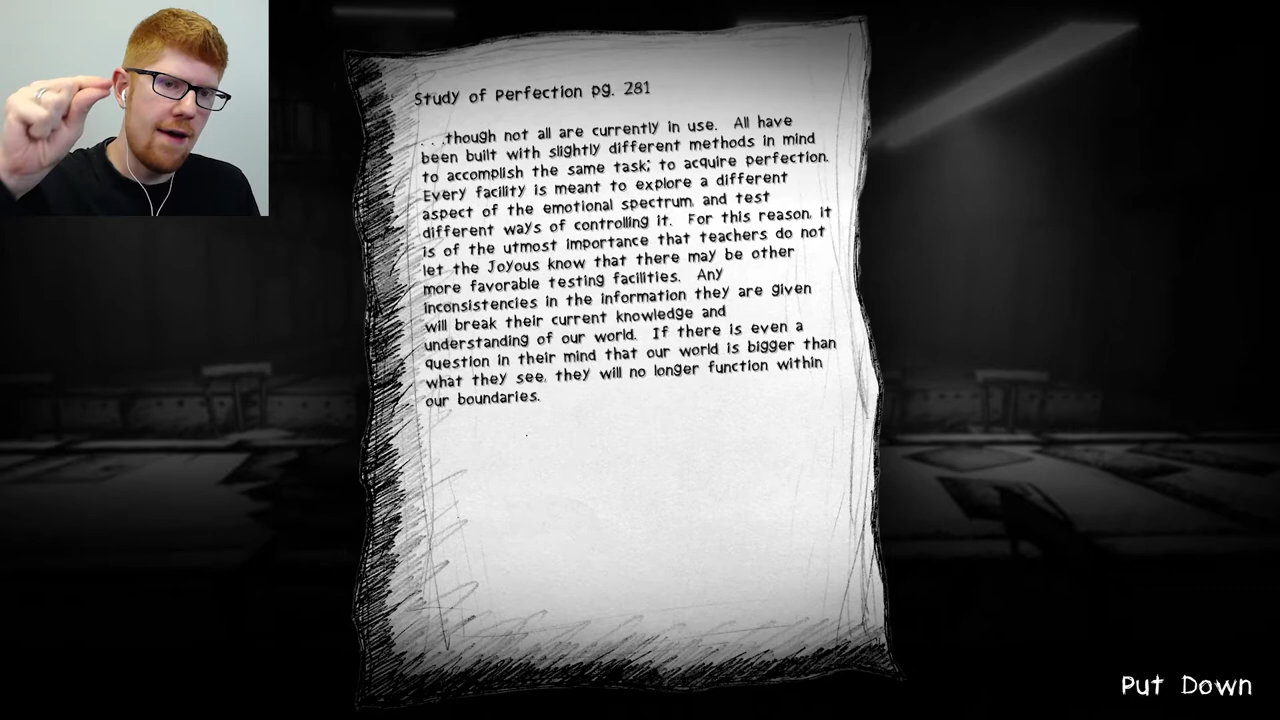 Study of Perfection pg. 281
. . .though not all are currently in use. All have
been built with slightly different methods in mind
to accomplish the same task; to acquire perfection.
Every facility is meant to explore a different
aspect of the emotional spectrum, and test
different ways of controlling it. For this reason, it
is of the utmost importance that teachers do not
let the Joyous know that there may be other
more favorable testing facilities. Any
inconsistencies in the information they are given
will break their current knowledge and
understanding of our world. If there is even a
question in their mind that our world is bigger than
what they see, they will no longer function within
our boundaries.
Put Down